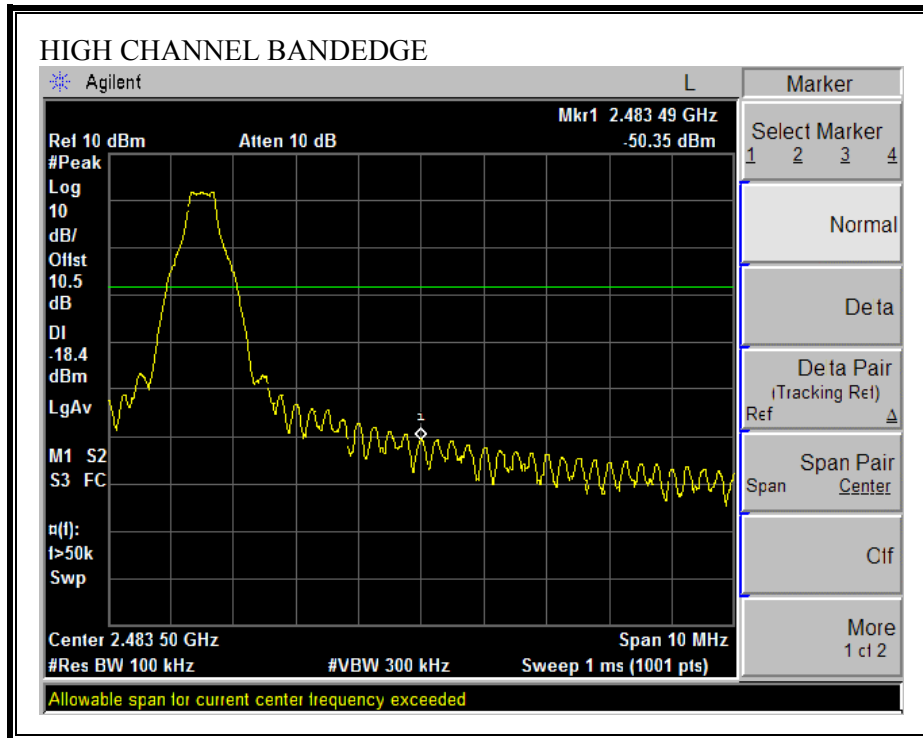 HIGH CHANNEL BANDEDGE
Agilent L Marker
Mkr1 2.483 49 GHz
Ref 10 dBm Atten 10 dB -50.35 dBm
#Peak
Log
10
dB/
Offst
10.5
dB
DI
-18.4
dBm
LgAv
M1 S2
S3 FC
¤(f):
f>50k
Swp
1
Center 2.483 50 GHz Span 10 MHz
#Res BW 100 kHz #VBW 300 kHz Sweep 1 ms (1001 pts)
Allowable span for current center frequency exceeded
Select Marker
1 2 3 4
Normal
De ta
De ta Pair
(Tracking Ref)
Ref Δ
Span Pair
Span Center
Off
More
1 of 2